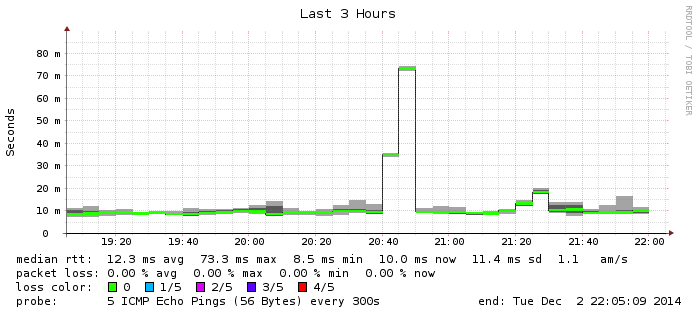 Last 3 Hours
RRDTOOL / TOBI OETIKER
Seconds
80 m
70 m
60 m
50 m
40 m
30 m
20 m
10 m
0
19:20 19:40 20:00 20:20 20:40 21:00 21:20 21:40 22:00
median rtt: 12.3 ms avg 73.3 ms max 8.5 ms min 10.0 ms now 11.4 ms sd 1.1 am/s
packet loss: 0.00 % avg 0.00 % max 0.00 % min 0.00 % now
loss color: 0 1/5 2/5 3/5 4/5
probe: 5 ICMP Echo Pings (56 Bytes) every 300s end: Tue Dec 2 22:05:09 2014